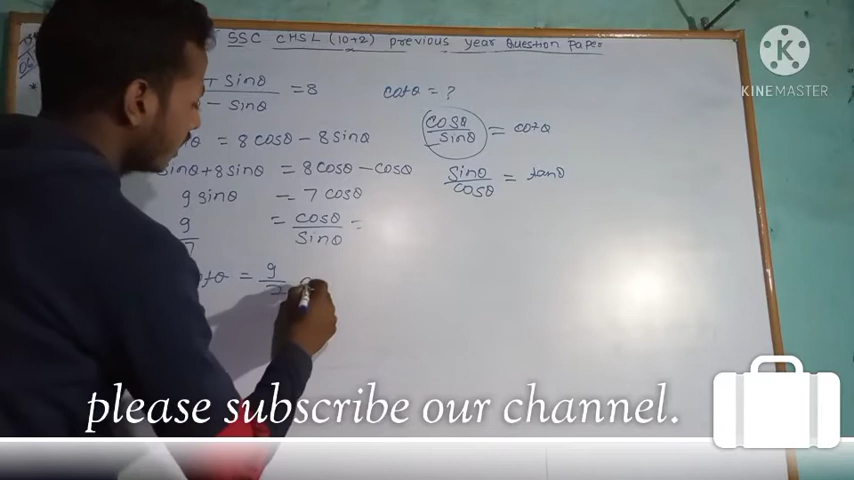 SSC CHSL (10+2) previous year Question Paper
+ sinθ / - sinθ = 8
cotθ = ?
cosθ / sinθ = cotθ
= 8 cosθ - 8 sinθ
sinθ + 8 sinθ = 8 cosθ - cosθ
sinθ / cosθ = tanθ
9 sinθ = 7 cosθ
9 / 7 = cosθ / sinθ =
cotθ = 9 / 7
please subscribe our channel.
KINEMASTER